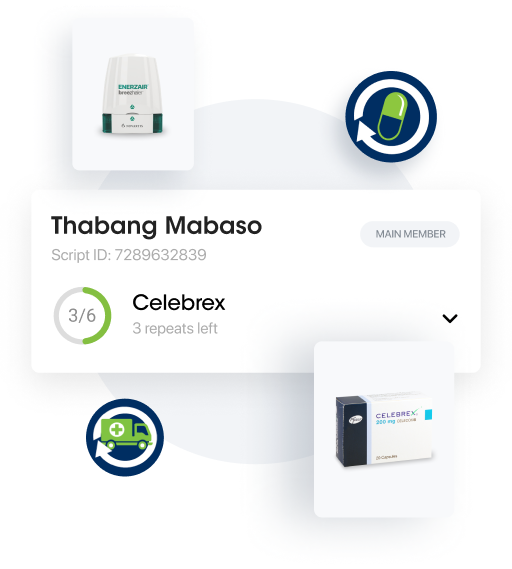 ENERZAIR
breezhaler
Thabang Mabaso
MAIN MEMBER
Script ID: 7289632839
3/6
Celebrex
3 repeats left
CELEBREX
200 mg CELECOXIB
Pfizer